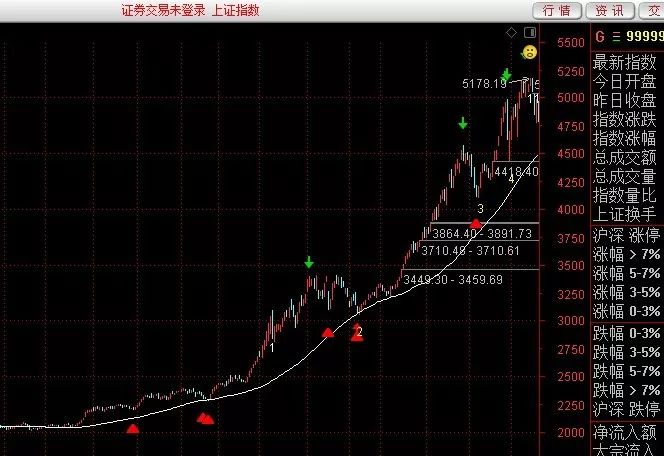 证券交易未登录 上证指数
行 情
资 讯
交
G 三 99999
5500
5250
5000
4750
4500
4250
4000
3750
3500
3250
3000
2750
2500
2250
2000
5178.19
4418.40
4
3
3864.40 - 3891.73
3710.48 - 3710.61
3449.30 - 3459.69
1
2
最新指数
今日开盘
昨日收盘
指数涨跌
指数涨幅
总成交额
总成交量
指数量比
上证换手
沪深 涨停
涨幅 > 7%
涨幅 5-7%
涨幅 3-5%
涨幅 0-3%
跌幅 0-3%
跌幅 3-5%
跌幅 5-7%
跌幅 > 7%
沪深 跌停
净流入额
大宗流入